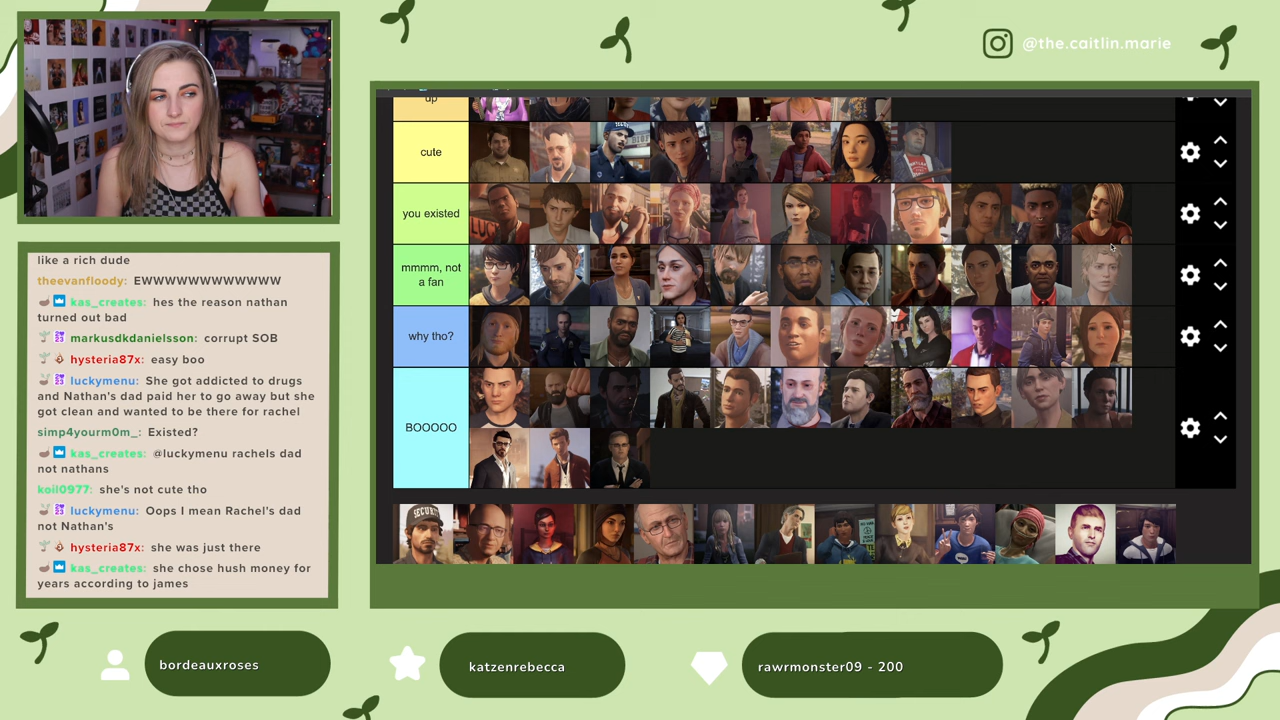 @the.caitlin.marie
up
cute
you existed
mmmm, not
a fan
why tho?
BOOOOO
SECURITY
like a rich dude
theevanfloody: EWWWWWWWWWWWW
kas_creates: hes the reason nathan
turned out bad
markusdkdanielsson: corrupt SOB
hysteria87x: easy boo
luckymenu: She got addicted to drugs
and Nathan's dad paid her to go away but she
got clean and wanted to be there for rachel
simp4yourm0m_: Existed?
kas_creates: @luckymenu rachels dad
not nathans
koil0977: she's not cute tho
luckymenu: Oops I mean Rachel's dad
not Nathan's
hysteria87x: she was just there
kas_creates: she chose hush money for
years according to james
bordeauxroses
katzenrebecca
rawrmonster09 - 200